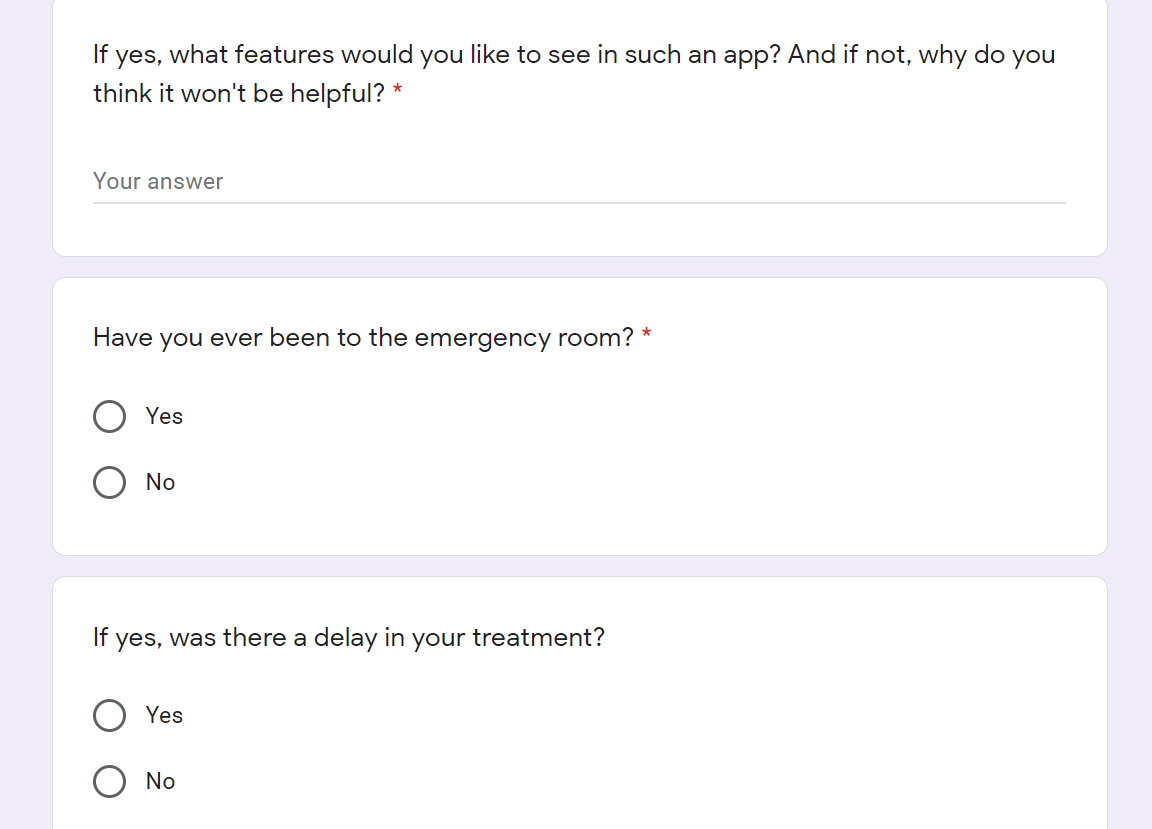 If yes, what features would you like to see in such an app? And if not, why do you
think it won't be helpful? *
Your answer
Have you ever been to the emergency room? *
Yes
No
If yes, was there a delay in your treatment?
Yes
No